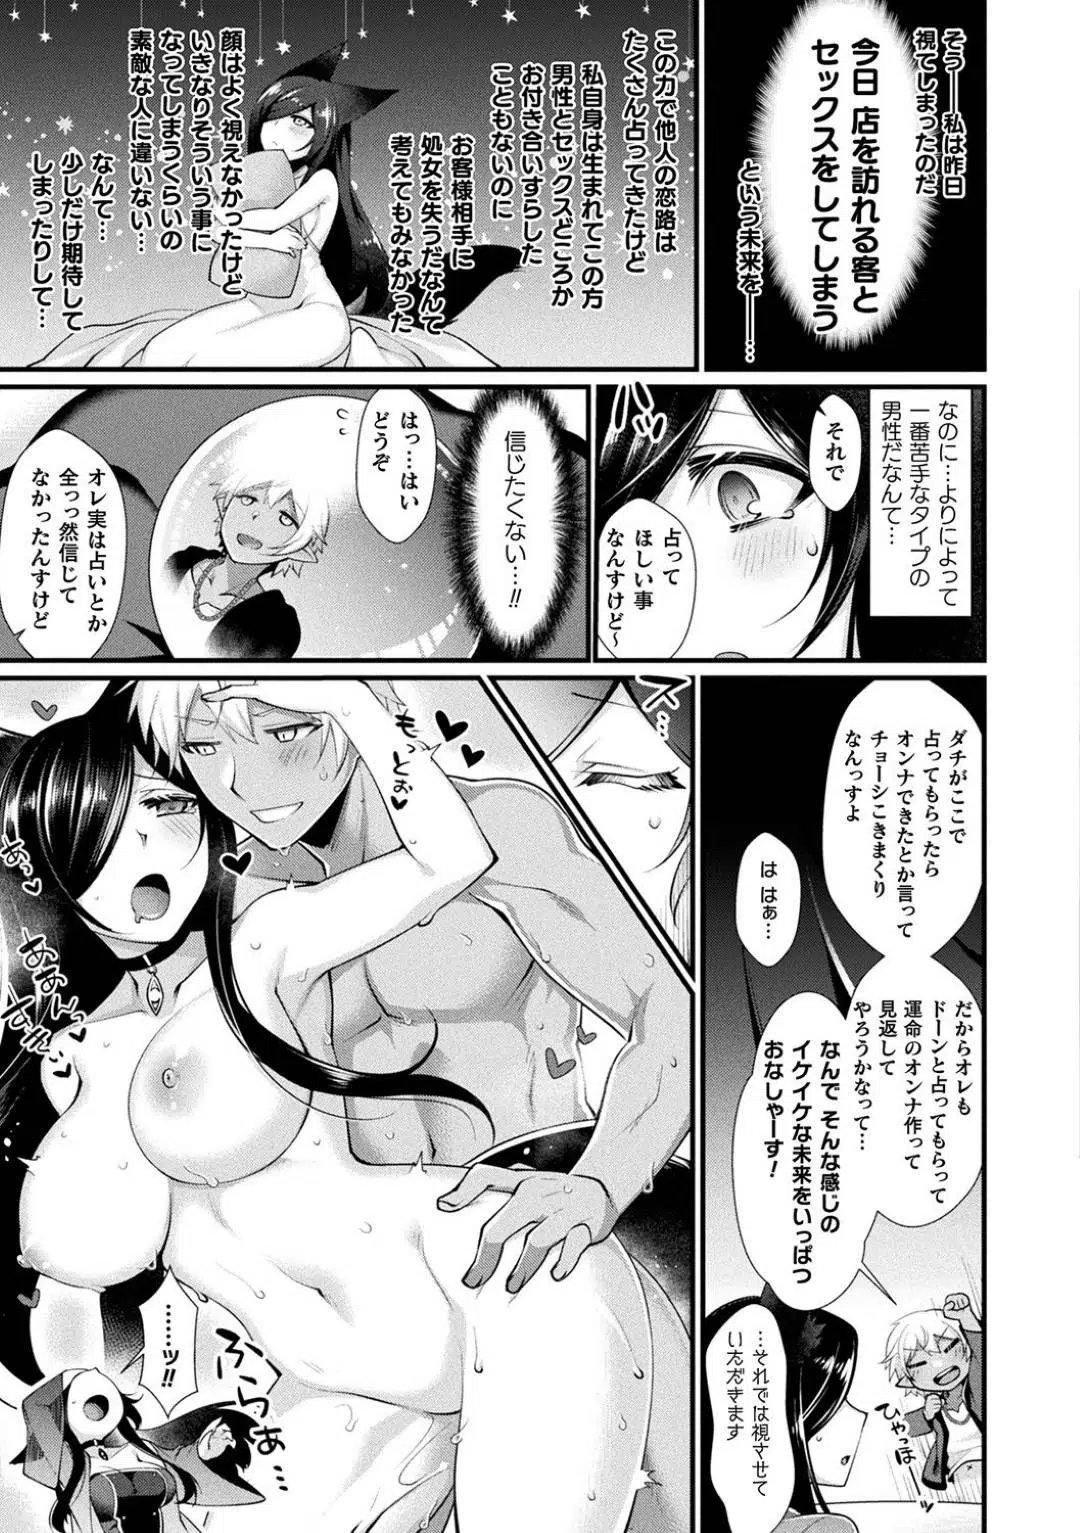 そう――私は昨日
視てしまったのだ
今日 店を訪れる客と
セックスをしてしまう
という未来を――…
この力で他人の恋路は
たくさん占ってきたけど
私自身は生まれてこの方
男性とセックスどころか
お付き合いすらした
こともないのに
お客様相手に
処女を失うだなんて
考えてもみなかった
顔はよく視えなかったけど
いきなりそういう事に
なってしまうくらいの
素敵な人に違いない…
なんて…
少しだけ期待して
しまったりして…
なのに…よりによって
一番苦手なタイプの
男性だなんて…
それで
占って
ほしい事
なんすけど〜
信じたくない…!!
はっ…はい
どうぞ
オレ実は占いとか
全っっ然信じて
なかったんすけど
ダチがここで
占ってもらったら
オンナできたとか言って
チョーシこきまくり
なんっすよ
は はぁ…
だからオレも
ドーンと占ってもらって
運命のオンナ作って
見返して
やろうかなって…
なんで そんな感じの
イケイケな未来をいっぱつ
おなしゃーす!
ひゃっほー
…それでは視させて
いただきます
ス…
もっとぉ
あっ
ああんっ
ふぁっ
……ッ!!